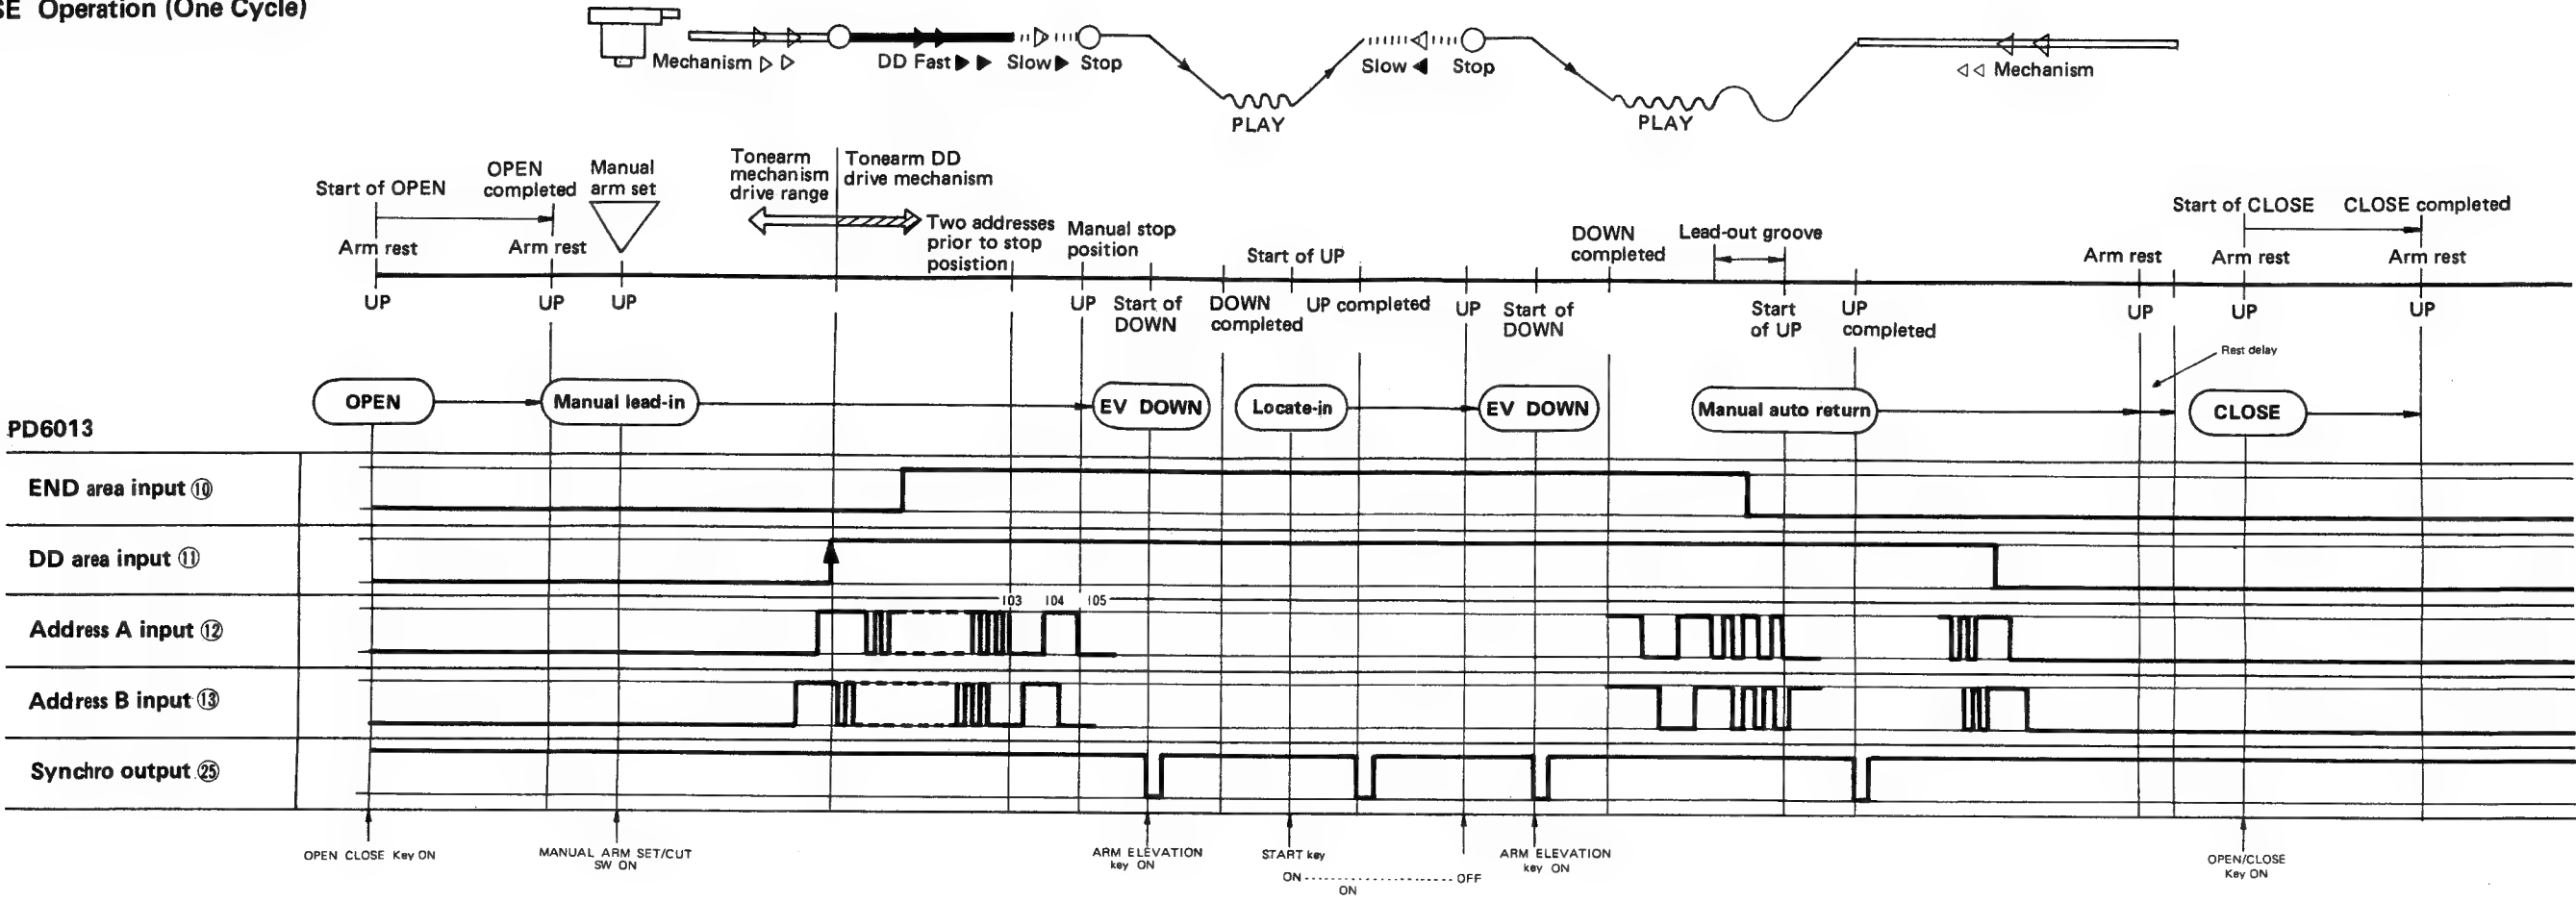 SE Operation (One Cycle)
Mechanism ▷ ▷
DD Fast ▶ ▶
Slow ▶
Stop
PLAY
Slow ◀
Stop
PLAY
◁ ◁ Mechanism
Start of OPEN
OPEN
completed
Manual
arm set
Tonearm
mechanism
drive range
Tonearm DD
drive mechanism
Arm rest
Arm rest
Two addresses
prior to stop
posistion
Manual stop
position
Start of UP
DOWN
completed
Lead-out groove
Start of CLOSE
CLOSE completed
Arm rest
Arm rest
Arm rest
UP
UP
UP
UP
Start of
DOWN
DOWN
completed
UP completed
UP
Start of
DOWN
Start
of UP
UP
completed
UP
UP
UP
Rest delay
OPEN
Manual lead-in
EV DOWN
Locate-in
EV DOWN
Manual auto return
CLOSE
PD6013
END area input ⑩
DD area input ⑪
103 104 105
Address A input ⑫
Address B input ⑬
Synchro output ㉕
OPEN CLOSE Key ON
MANUAL ARM SET/CUT
SW ON
ARM ELEVATION
key ON
START key
ON -------------------- OFF
ON
ARM ELEVATION
key ON
OPEN/CLOSE
Key ON